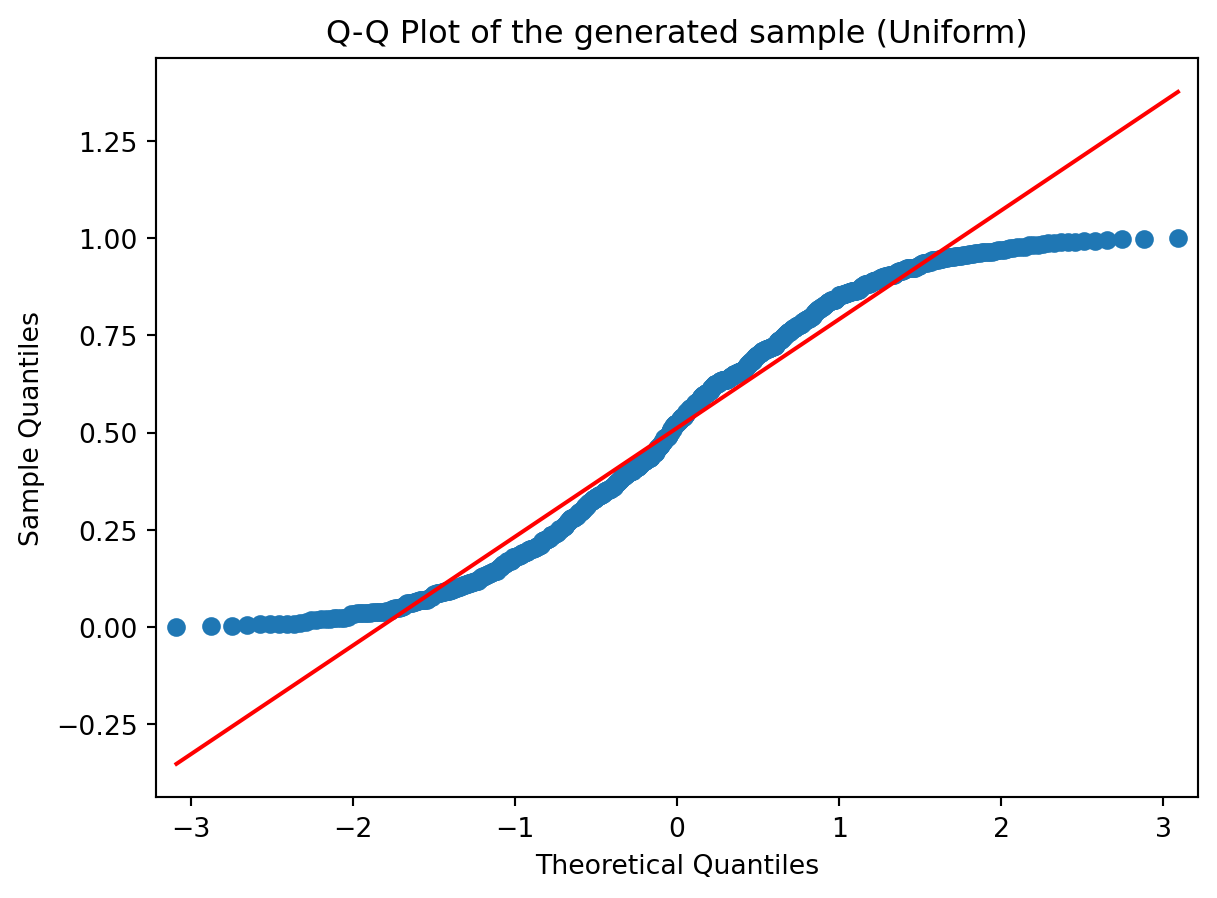 Q-Q Plot of the generated sample (Uniform)
1.25
1.00
0.75
0.50
0.25
0.00
−0.25
Sample Quantiles
−3 −2 −1 0 1 2 3
Theoretical Quantiles